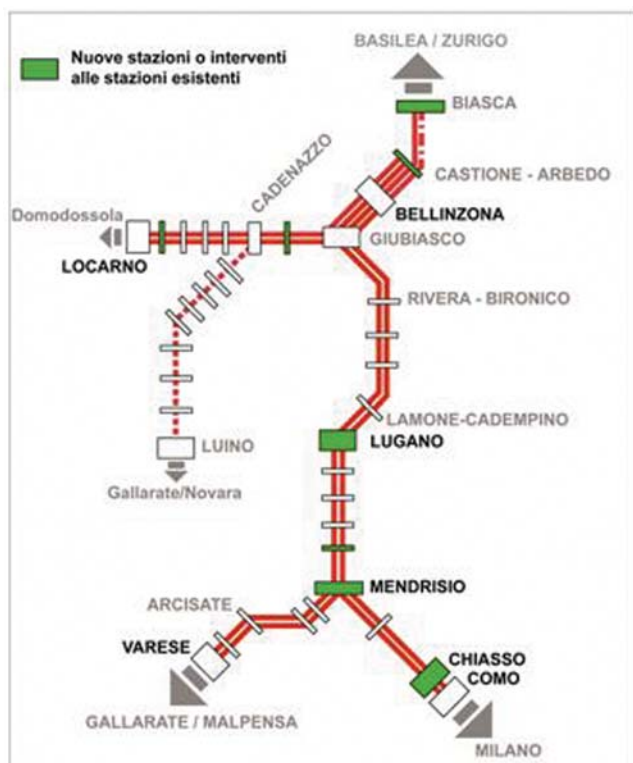 Nuove stazioni o interventi
alle stazioni esistenti
BASILEA / ZURIGO
BIASCA
CASTIONE - ARBEDO
CADENAZZO
BELLINZONA
Domodossola
GIUBIASCO
LOCARNO
RIVERA - BIRONICO
LAMONE-CADEMPINO
LUGANO
LUINO
Gallarate/Novara
MENDRISIO
ARCISATE
VARESE
CHIASSO
COMO
GALLARATE / MALPENSA
MILANO